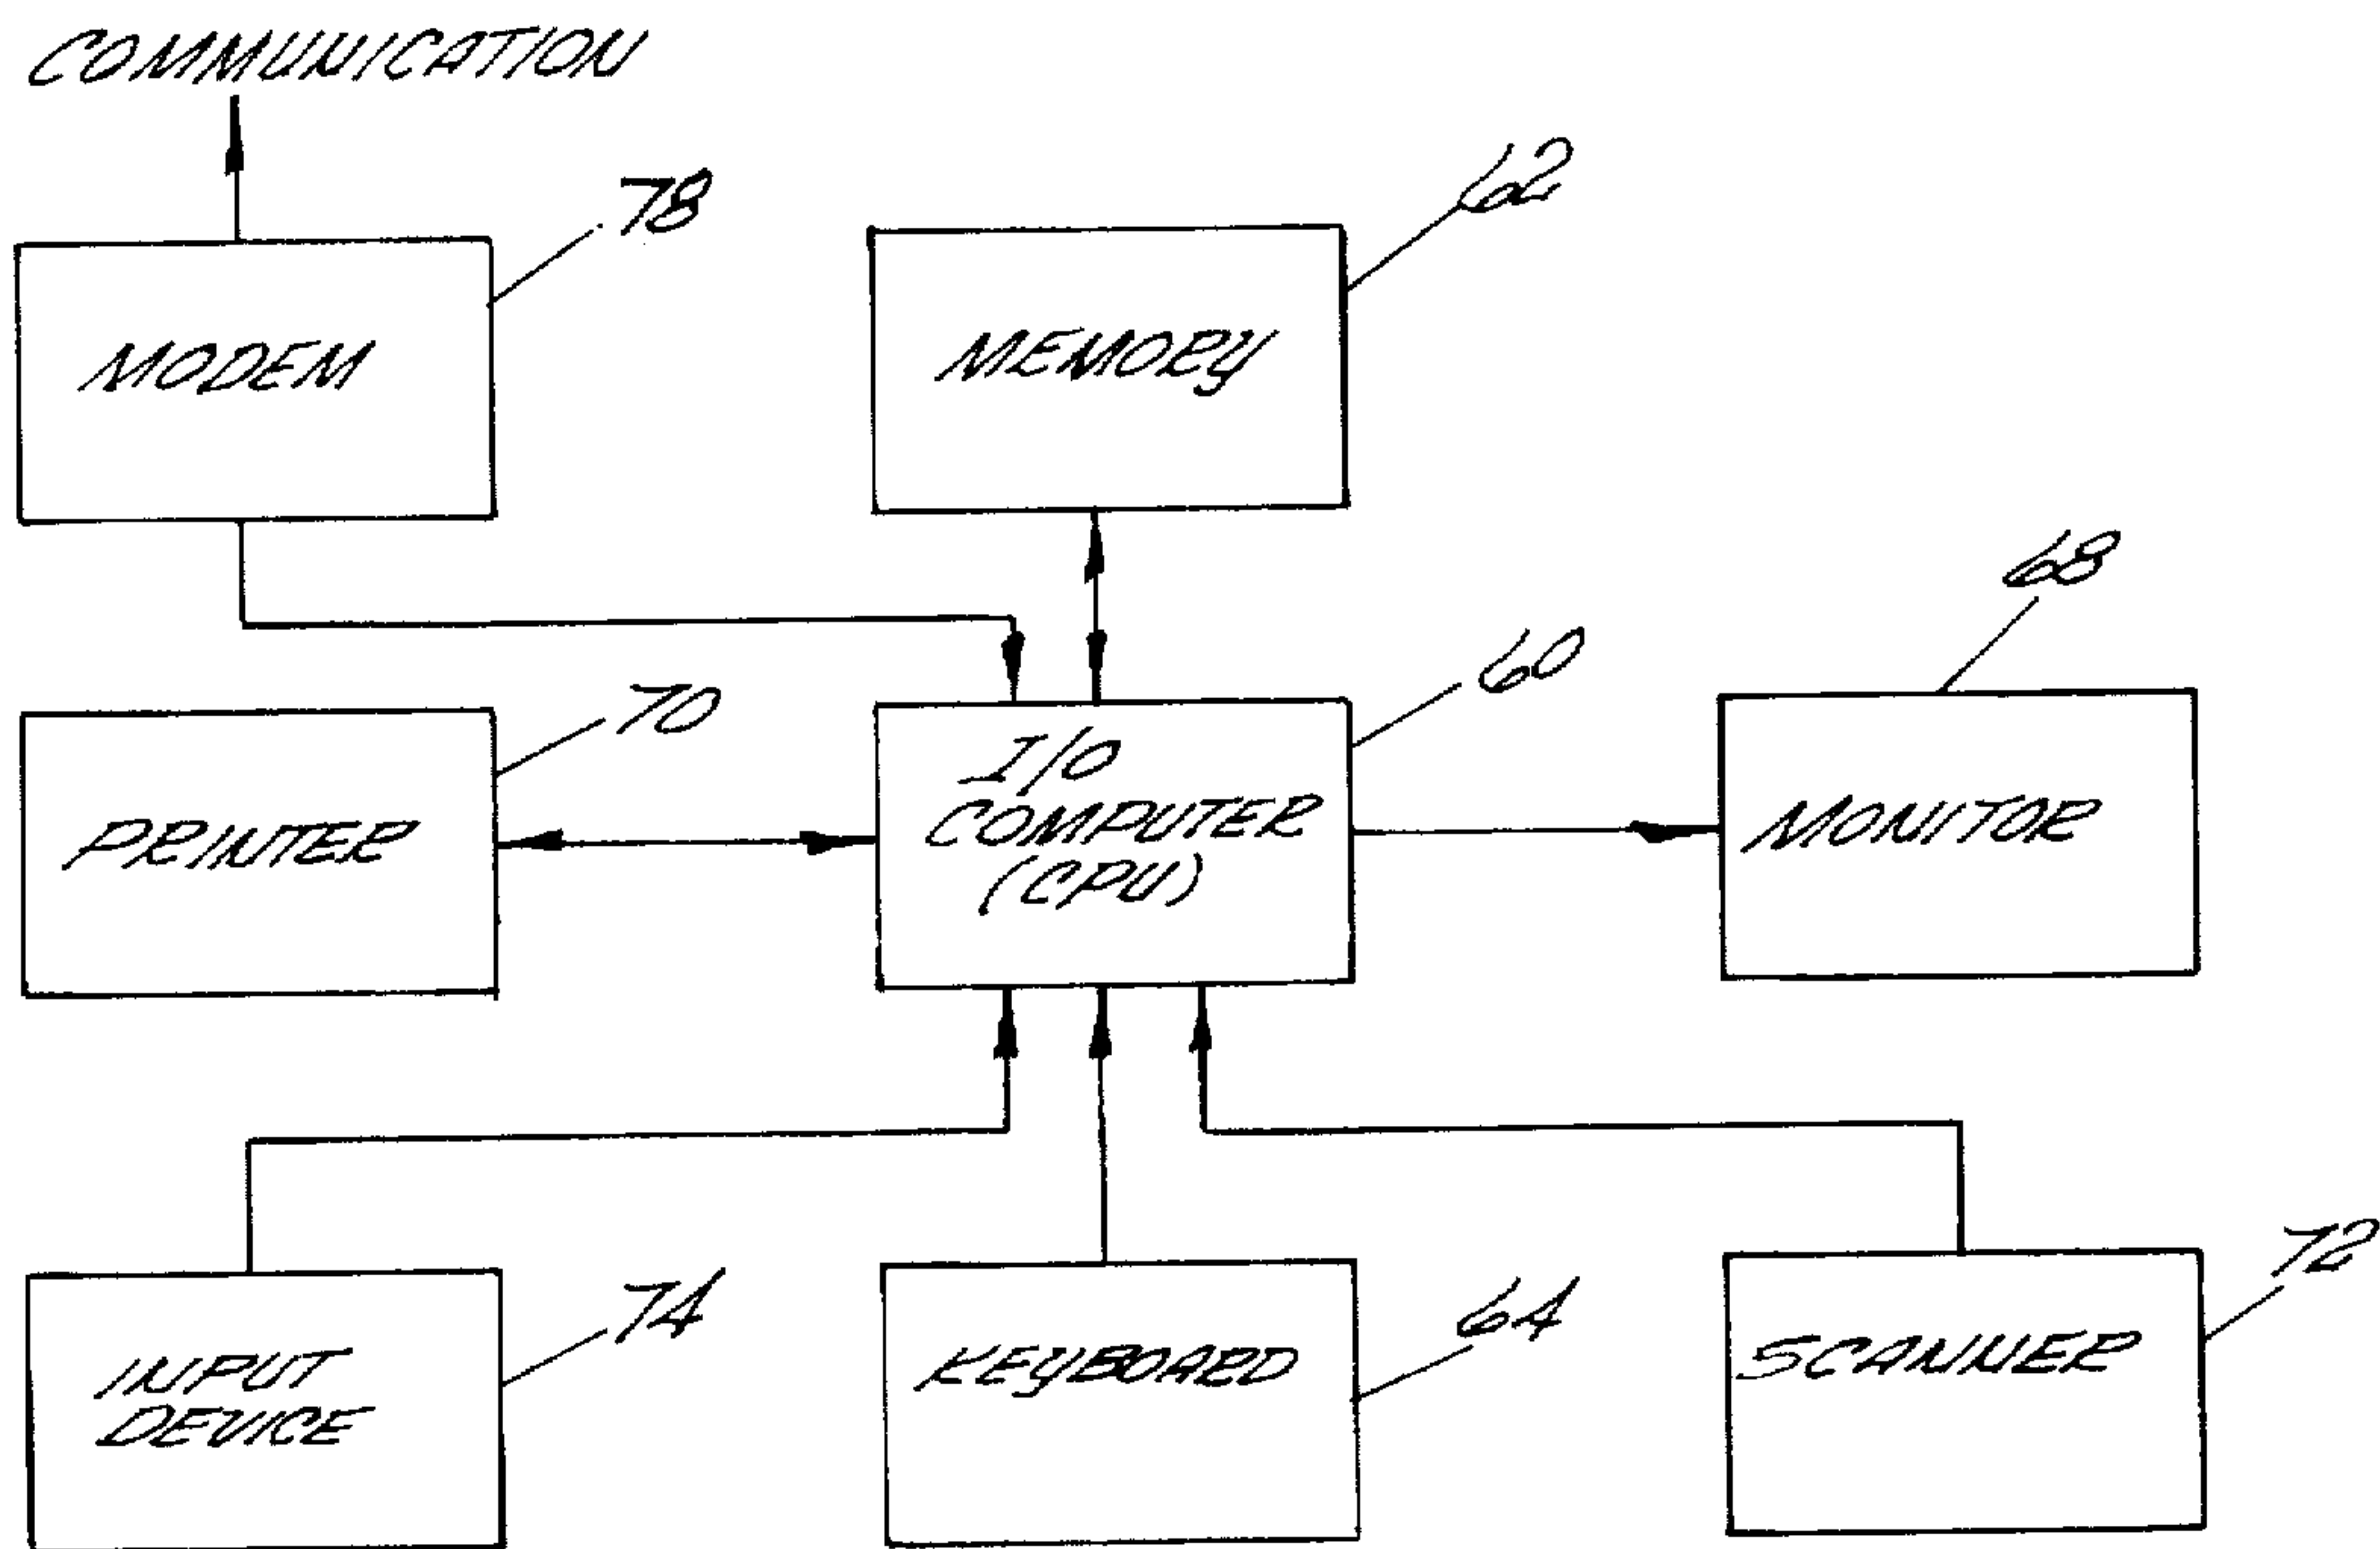 COMMUNICATION
78
62
MODEM
MEMORY
68
70
60
PRINTER
I/O
COMPUTER
(CPU)
MONITOR
74
64
72
INPUT
DEVICE
KEYBOARD
SCANNER